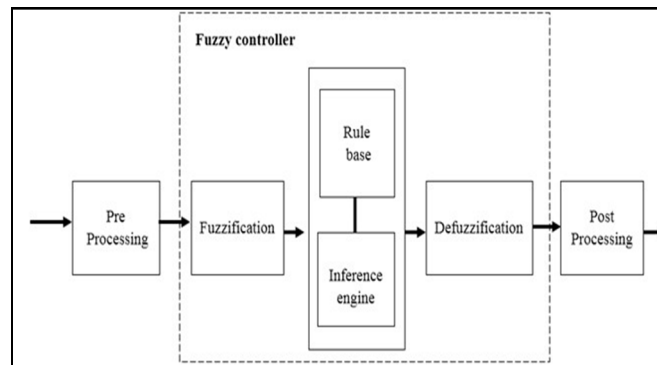 Fuzzy controller
Pre
Processing
Fuzzification
Rule
base
Inference
engine
Defuzzification
Post
Processing